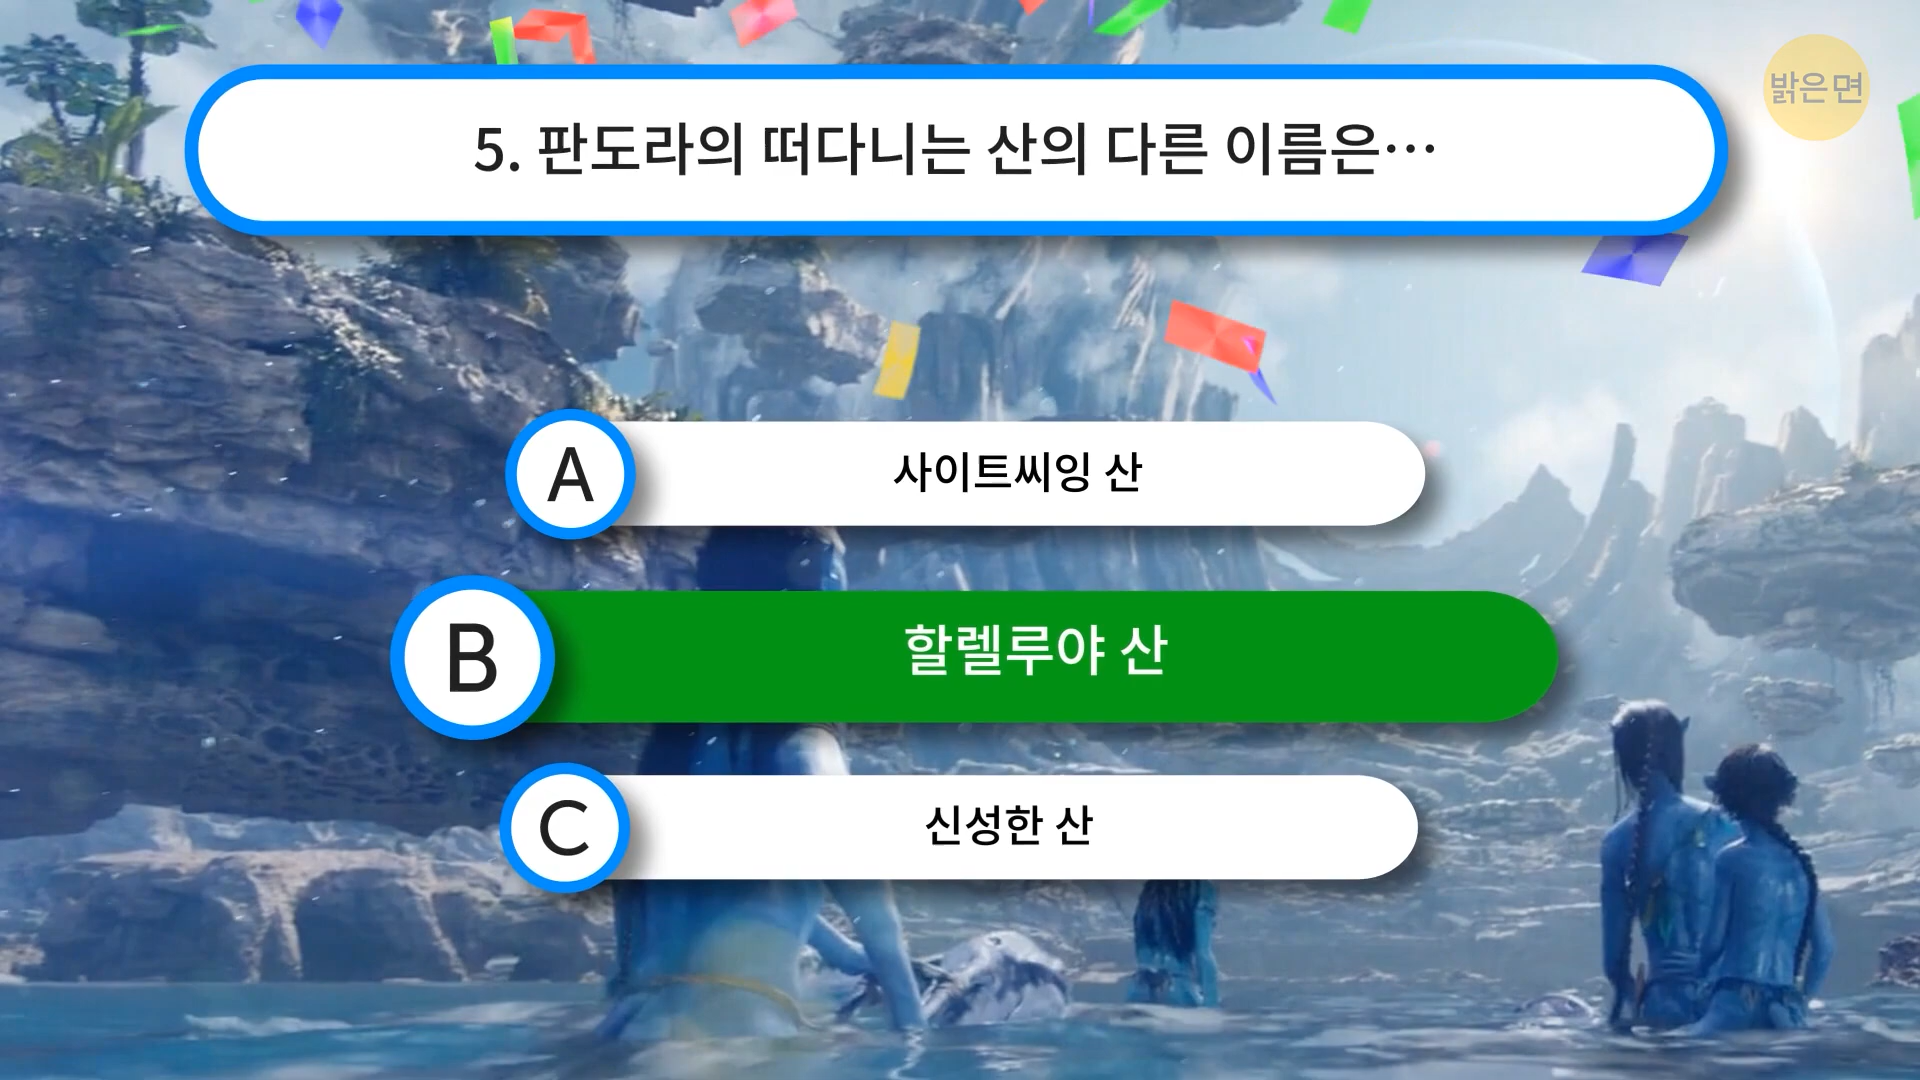 밝은면
5. 판도라의 떠다니는 산의 다른 이름은…
A
사이트씨잉 산
B
할렐루야 산
C
신성한 산